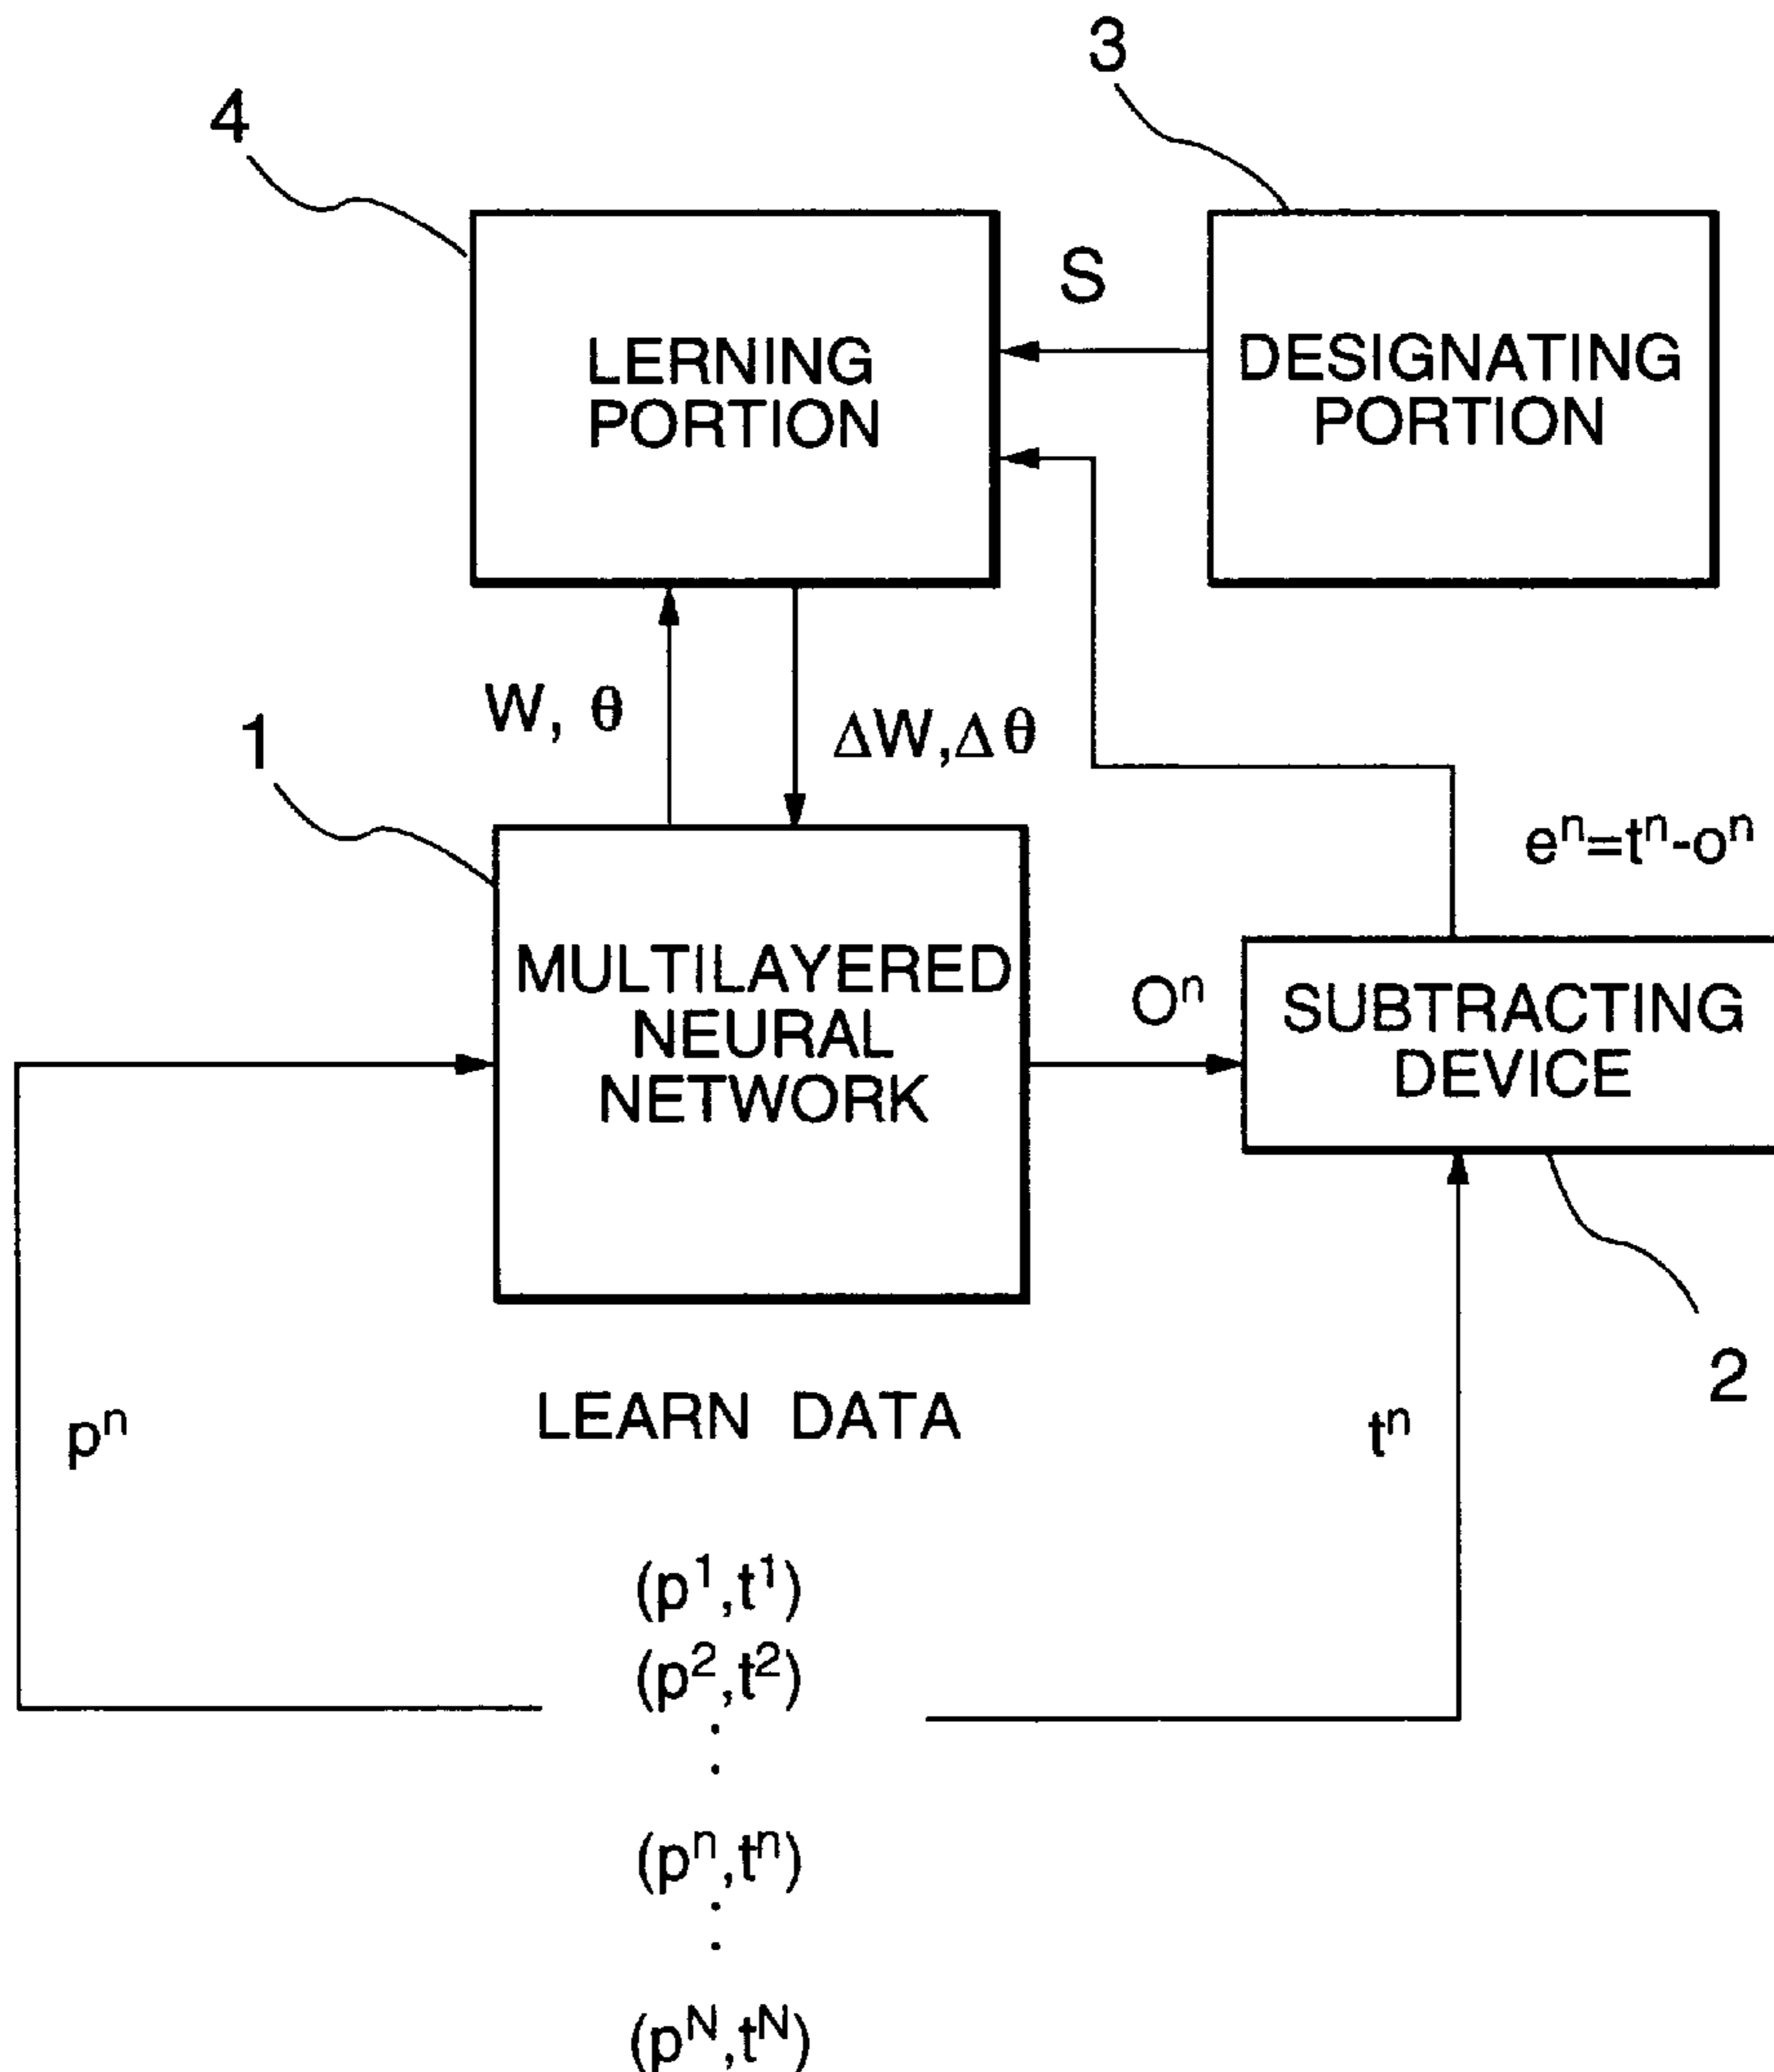 3
4
S
LERNING
PORTION
DESIGNATING
PORTION
W, θ
ΔW,Δθ
1
eⁿ=tⁿ-oⁿ
MULTILAYERED
NEURAL
NETWORK
Oⁿ
SUBTRACTING
DEVICE
2
LEARN DATA
pⁿ
tⁿ
(p¹,t¹)
(p²,t²)
.
.
(pⁿ,tⁿ)
.
.
(pᴺ,tᴺ)